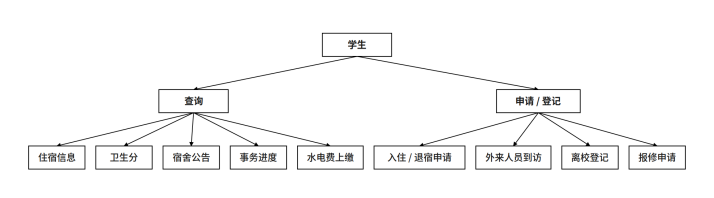 学生
查询
申请 / 登记
住宿信息
卫生分
宿舍公告
事务进度
水电费上缴
入住 / 退宿申请
外来人员到访
离校登记
报修申请